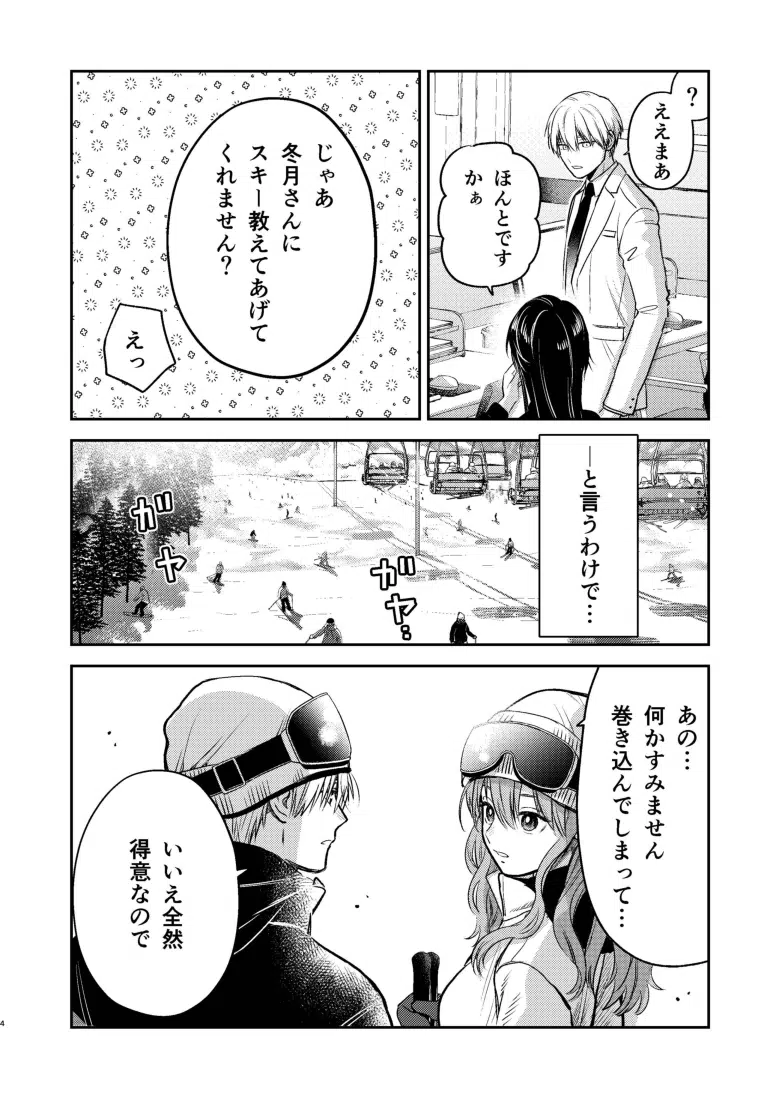 ?
ええまあ
ほんとです
かぁ
じゃあ
冬月さんに
スキー教えてあげて
くれません?
えっ
―と言うわけで…
ガヤ
ガヤ
あの…
何かすみません
巻き込んでしまって…
いいえ全然
得意なので
4